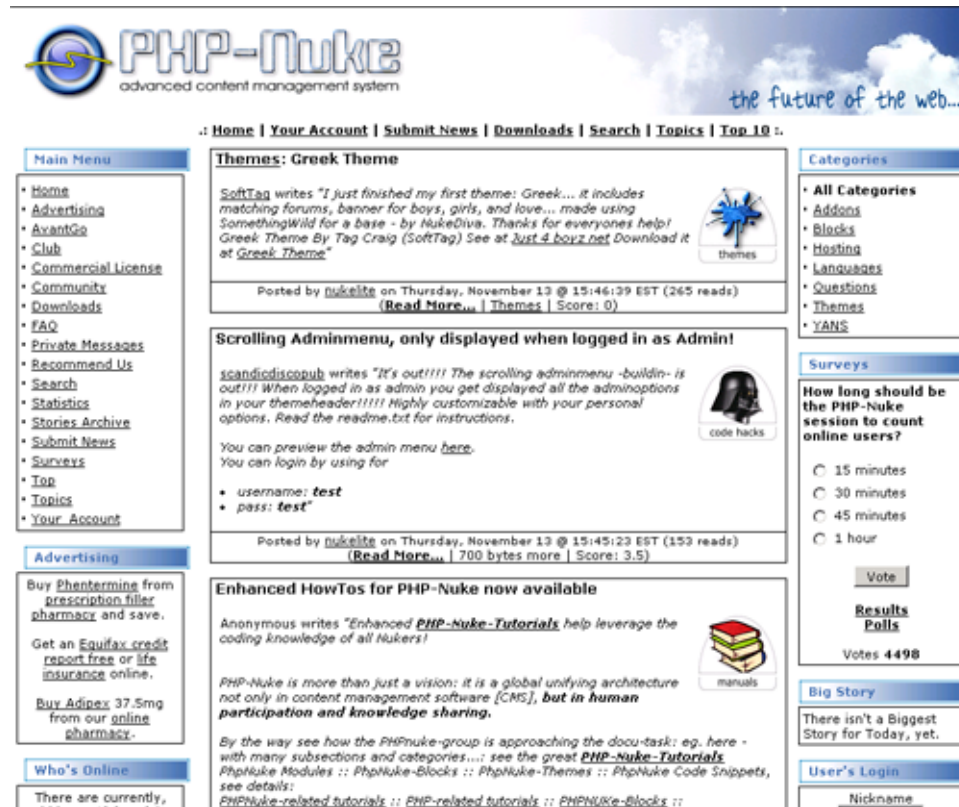 PHP-Nuke
advanced content management system
the future of the web...
.: Home | Your Account | Submit News | Downloads | Search | Topics | Top 10 :.
Main Menu
• Home
• Advertising
• AvantGo
• Club
• Commercial License
• Community
• Downloads
• FAQ
• Private Messages
• Recommend Us
• Search
• Statistics
• Stories Archive
• Submit News
• Surveys
• Top
• Topics
• Your Account
Advertising
Buy Phentermine from
prescription filler
pharmacy and save.
Get an Equifax credit
report free or life
insurance online.
Buy Adipex 37.5mg
from our online
pharmacy.
Who's Online
There are currently,
Themes: Greek Theme
SoftTag writes "I just finished my first theme: Greek... it includes
matching forums, banner for boys, girls, and love... made using
SomethingWild for a base - by NukeDiva. Thanks for everyones help!
Greek Theme By Tag Craig (SoftTag) See at Just 4 boyz net Download it
at Greek Theme"
themes
Posted by nukelite on Thursday, November 13 @ 15:46:39 EST (265 reads)
(Read More... | Themes | Score: 0)
Scrolling Adminmenu, only displayed when logged in as Admin!
scandicdiscopub writes "It's out!!!! The scrolling adminmenu -buildin- is
out!!! When logged in as admin you get displayed all the adminoptions
in your themeheader!!!!! Highly customizable with your personal
options. Read the readme.txt for instructions.
You can preview the admin menu here.
You can login by using for
• username: test
• pass: test"
code hacks
Posted by nukelite on Thursday, November 13 @ 15:45:23 EST (153 reads)
(Read More... | 700 bytes more | Score: 3.5)
Enhanced HowTos for PHP-Nuke now available
Anonymous writes "Enhanced PHP-Nuke-Tutorials help leverage the
coding knowledge of all Nukers!
PHP-Nuke is more than just a vision: it is a global unifying architecture
not only in content management software [CMS], but in human
participation and knowledge sharing.
By the way see how the PHPnuke-group is approaching the docu-task: eg. here -
with many subsections and categories...: see the great PHP-Nuke-Tutorials
PhpNuke Modules :: PhpNuke-Blocks :: PhpNuke-Themes :: PhpNuke Code Snippets,
see details:
PHPNuke-related tutorials :: PHP-related tutorials :: PHPNUKe-Blocks ::
manuals
Categories
• All Categories
• Addons
• Blocks
• Hosting
• Languages
• Questions
• Themes
• YANS
Surveys
How long should be
the PHP-Nuke
session to count
online users?
15 minutes
30 minutes
45 minutes
1 hour
Vote
Results
Polls
Votes 4498
Big Story
There isn't a Biggest
Story for Today, yet.
User's Login
Nickname